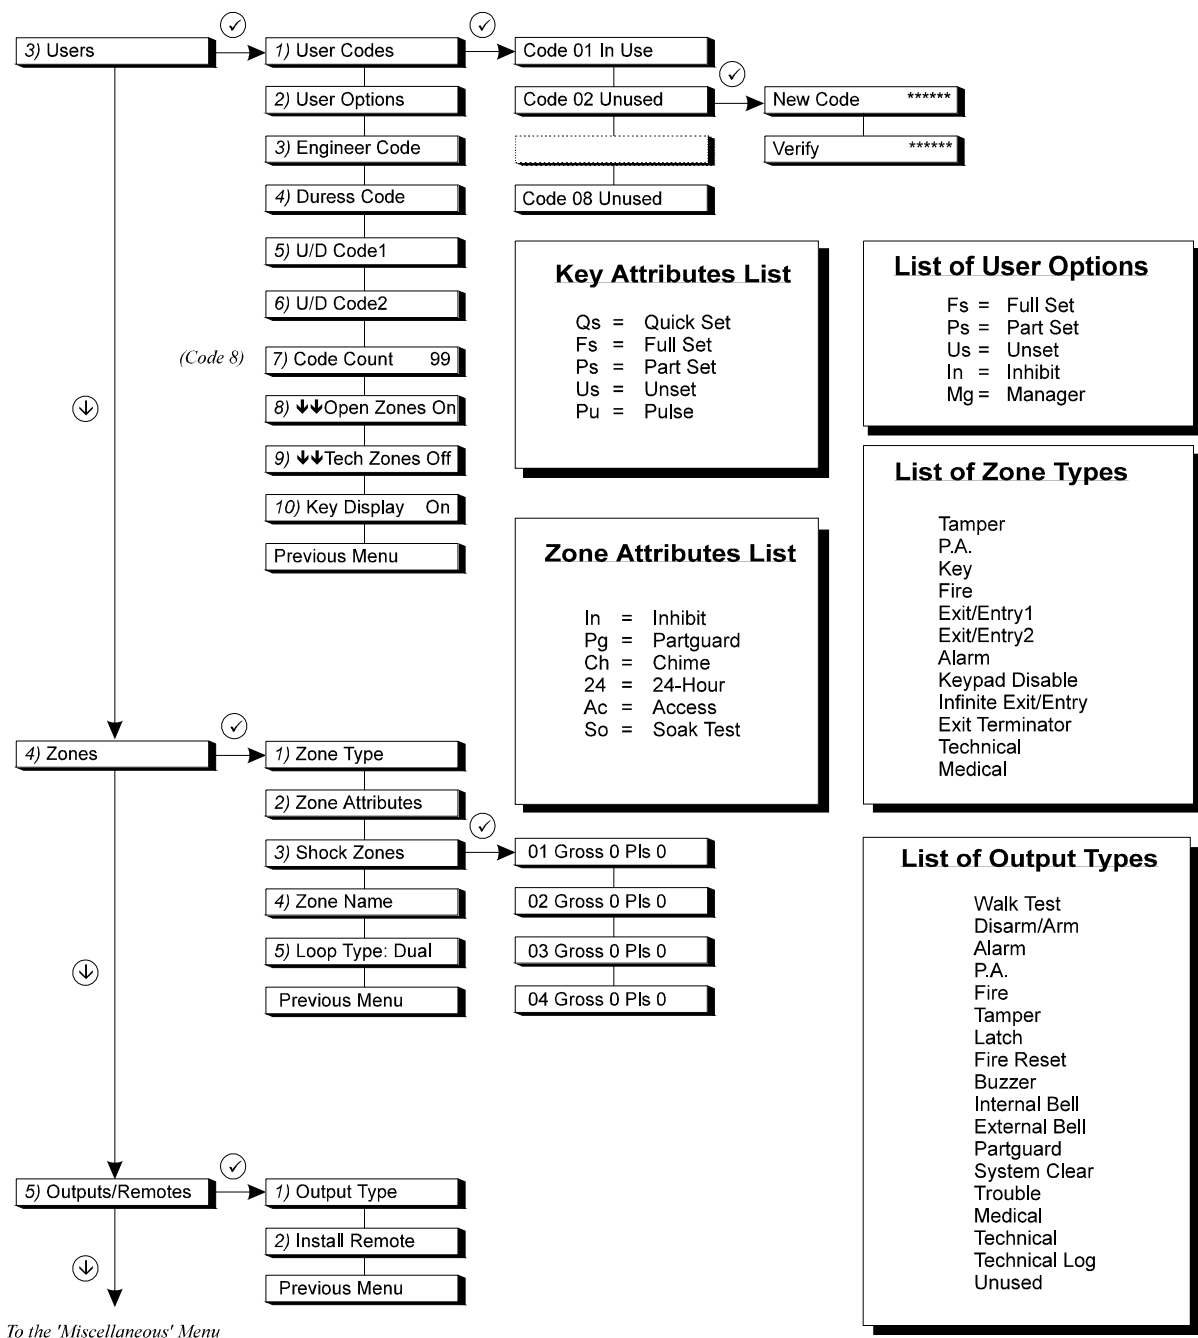 3) Users
1) User Codes
2) User Options
3) Engineer Code
4) Duress Code
5) U/D Code1
6) U/D Code2
(Code 8)
7) Code Count 99
8) ↓↓Open Zones On
9) ↓↓Tech Zones Off
10) Key Display On
Previous Menu
Code 01 In Use
Code 02 Unused
Code 08 Unused
New Code ******
Verify ******
Key Attributes List
Qs = Quick Set
Fs = Full Set
Ps = Part Set
Us = Unset
Pu = Pulse
List of User Options
Fs = Full Set
Ps = Part Set
Us = Unset
In = Inhibit
Mg = Manager
Zone Attributes List
In = Inhibit
Pg = Partguard
Ch = Chime
24 = 24-Hour
Ac = Access
So = Soak Test
List of Zone Types
Tamper
P.A.
Key
Fire
Exit/Entry1
Exit/Entry2
Alarm
Keypad Disable
Infinite Exit/Entry
Exit Terminator
Technical
Medical
4) Zones
1) Zone Type
2) Zone Attributes
3) Shock Zones
4) Zone Name
5) Loop Type: Dual
Previous Menu
01 Gross 0 Pls 0
02 Gross 0 Pls 0
03 Gross 0 Pls 0
04 Gross 0 Pls 0
List of Output Types
Walk Test
Disarm/Arm
Alarm
P.A.
Fire
Tamper
Latch
Fire Reset
Buzzer
Internal Bell
External Bell
Partguard
System Clear
Trouble
Medical
Technical
Technical Log
Unused
5) Outputs/Remotes
1) Output Type
2) Install Remote
Previous Menu
To the 'Miscellaneous' Menu